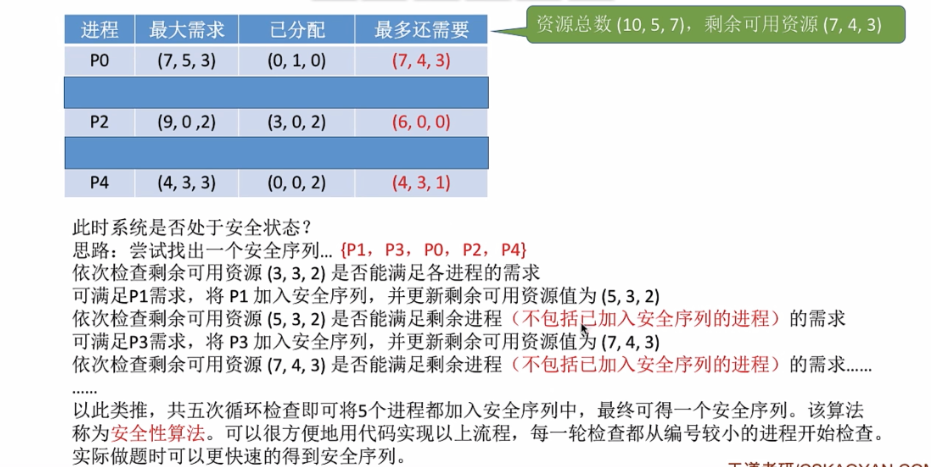 进程 最大需求 已分配 最多还需要
资源总数 (10, 5, 7)，剩余可用资源 (7, 4, 3)
P0 (7, 5, 3) (0, 1, 0) (7, 4, 3)
P2 (9, 0 ,2) (3, 0, 2) (6, 0, 0)
P4 (4, 3, 3) (0, 0, 2) (4, 3, 1)
此时系统是否处于安全状态？
思路：尝试找出一个安全序列... {P1，P3，P0，P2，P4}
依次检查剩余可用资源 (3, 3, 2) 是否能满足各进程的需求
可满足P1需求，将 P1 加入安全序列，并更新剩余可用资源值为 (5, 3, 2)
依次检查剩余可用资源 (5, 3, 2) 是否能满足剩余进程（不包括已加入安全序列的进程）的需求
可满足P3需求，将 P3 加入安全序列，并更新剩余可用资源值为 (7, 4, 3)
依次检查剩余可用资源 (7, 4, 3) 是否能满足剩余进程（不包括已加入安全序列的进程）的需求......
......
以此类推，共五次循环检查即可将5个进程都加入安全序列中，最终可得一个安全序列。该算法
称为安全性算法。可以很方便地用代码实现以上流程，每一轮检查都从编号较小的进程开始检查。
实际做题时可以更快速的得到安全序列。